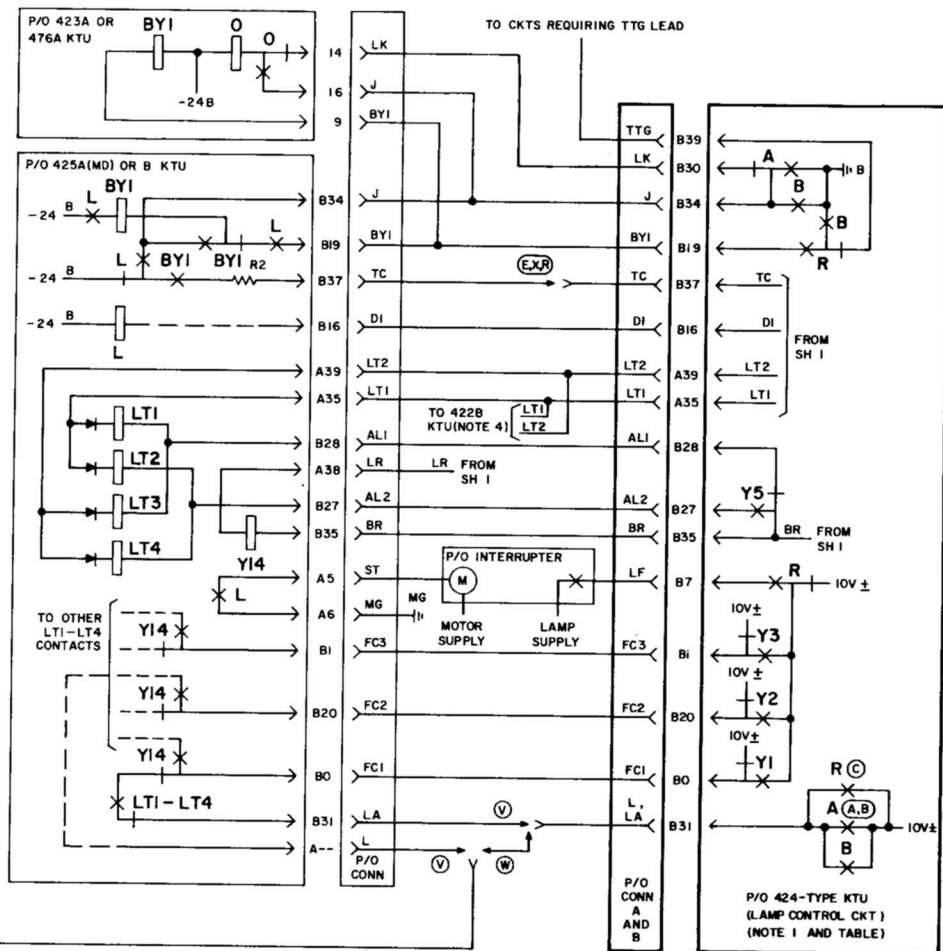 TO CKTS REQUIRING TTG LEAD
P/O 423A OR
476A KTU
BY1
O
O
-24B
14
16
9
LK
J
BY1
P/O 425A(MD) OR B KTU
BY1
-24 B
L
L
BY1
BY1
R2
-24 B
L
-24 B
L
LT1
LT2
LT3
LT4
Y14
L
TO OTHER
LT1-LT4
CONTACTS
Y14
Y14
Y14
LT1-LT4
B34
B19
B37
B16
A39
A35
B28
A38
B27
B35
A5
A6
B1
B20
B0
B31
A--
J
BY1
TC
D1
LT2
LT1
AL1
LR
AL2
BR
ST
MG
FC3
FC2
FC1
LA
L
P/O
CONN
E,X,R
TO 422B
KTU(NOTE 4)
LT1
LT2
LR FROM
SH 1
P/O INTERRUPTER
M
MG
MOTOR
SUPPLY
LAMP
SUPPLY
V
V
W
TTG
LK
J
BY1
TC
D1
LT2
LT1
AL1
AL2
BR
LF
FC3
FC2
FC1
L,
LA
P/O
CONN
A
AND
B
B39
B30
B34
B19
B37
B16
A39
A35
B28
B27
B35
B7
B1
B20
B0
B31
A
B
B
B
R
TC
D1
LT2
LT1
FROM
SH 1
Y5
BR FROM
SH 1
R
10V±
10V±
Y3
10V±
Y2
10V±
Y1
R C
A A,B
B
10V±
P/O 424-TYPE KTU
(LAMP CONTROL CKT)
(NOTE 1 AND TABLE)